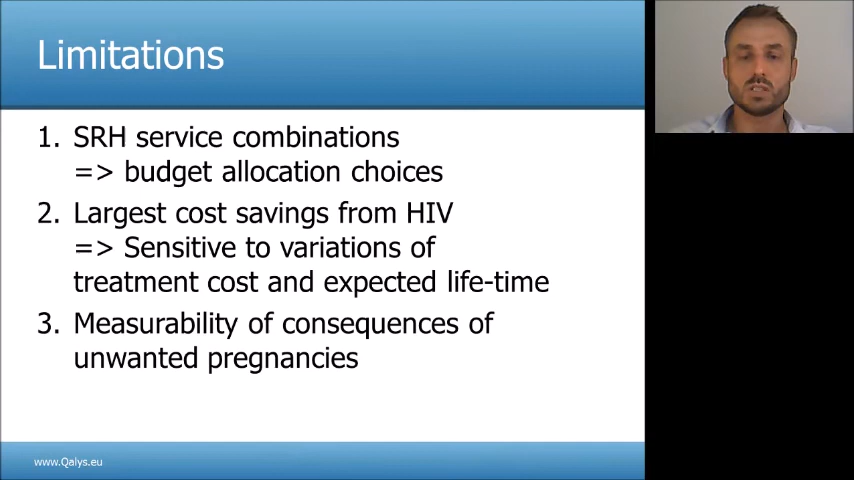 Limitations
1. SRH service combinations
=> budget allocation choices
2. Largest cost savings from HIV
=> Sensitive to variations of
treatment cost and expected life-time
3. Measurability of consequences of
unwanted pregnancies
www.Qalys.eu